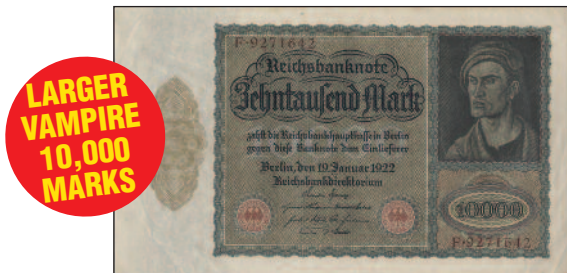 LARGER
VAMPIRE
10,000
MARKS
F·9271642
Reichsbanknote
Zehntausend Mark
zahlt die Reichsbankhauptkasse in Berlin
gegen diese Banknote dem Einlieferer
Berlin, den 19. Januar 1922
Reichsbankdirektorium
10000
F·9271642